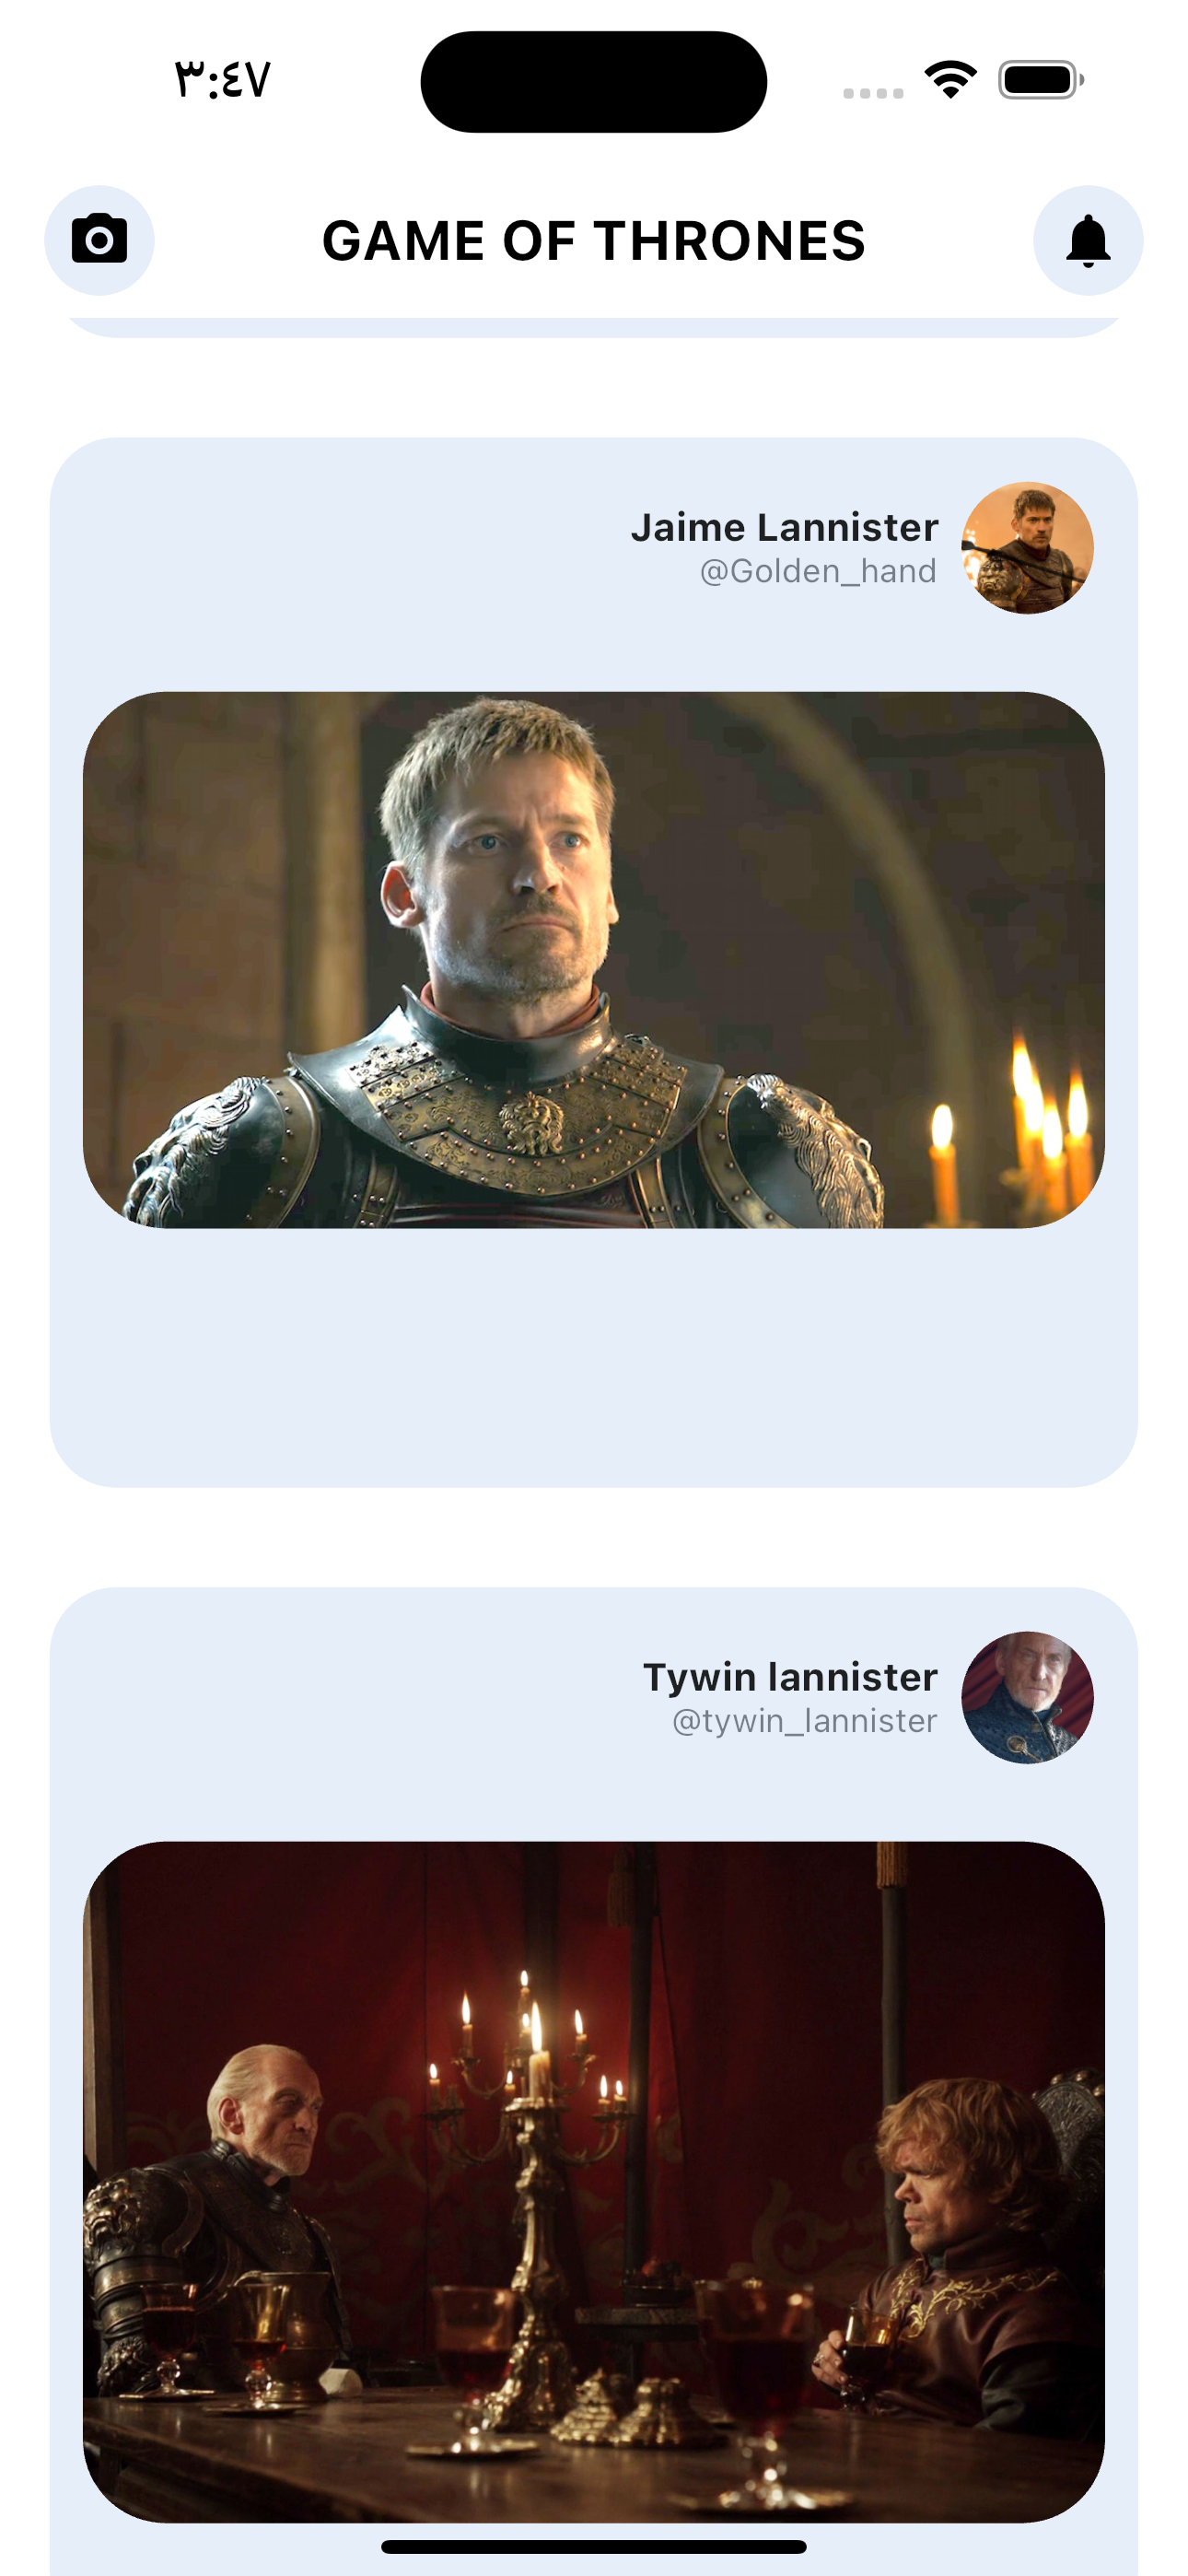 ٣:٤٧
GAME OF THRONES
Jaime Lannister
@Golden_hand
Tywin lannister
@tywin_lannister